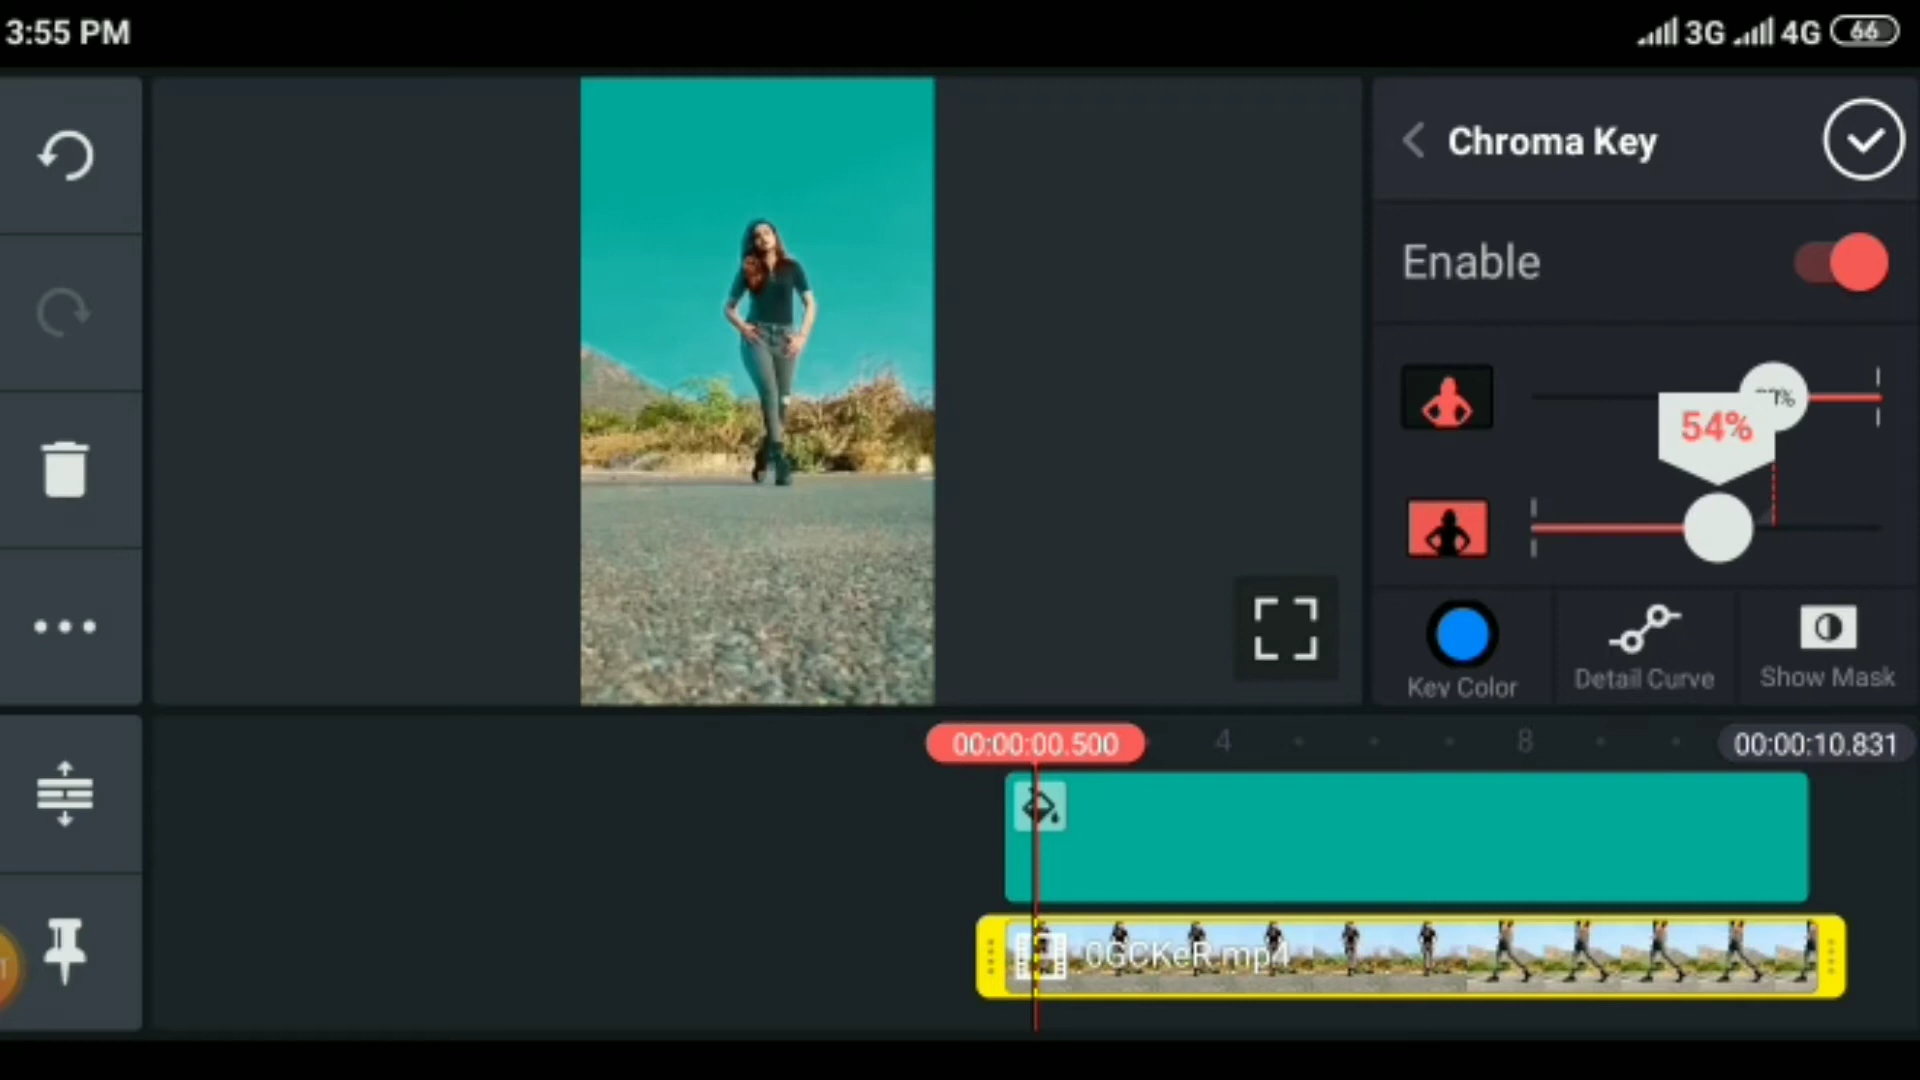 3:55 PM
3G 4G 66
Chroma Key
Enable
54%
Key Color
Detail Curve
Show Mask
00:00:00.500
4
8
00:00:10.831
0GCKeR.mp4